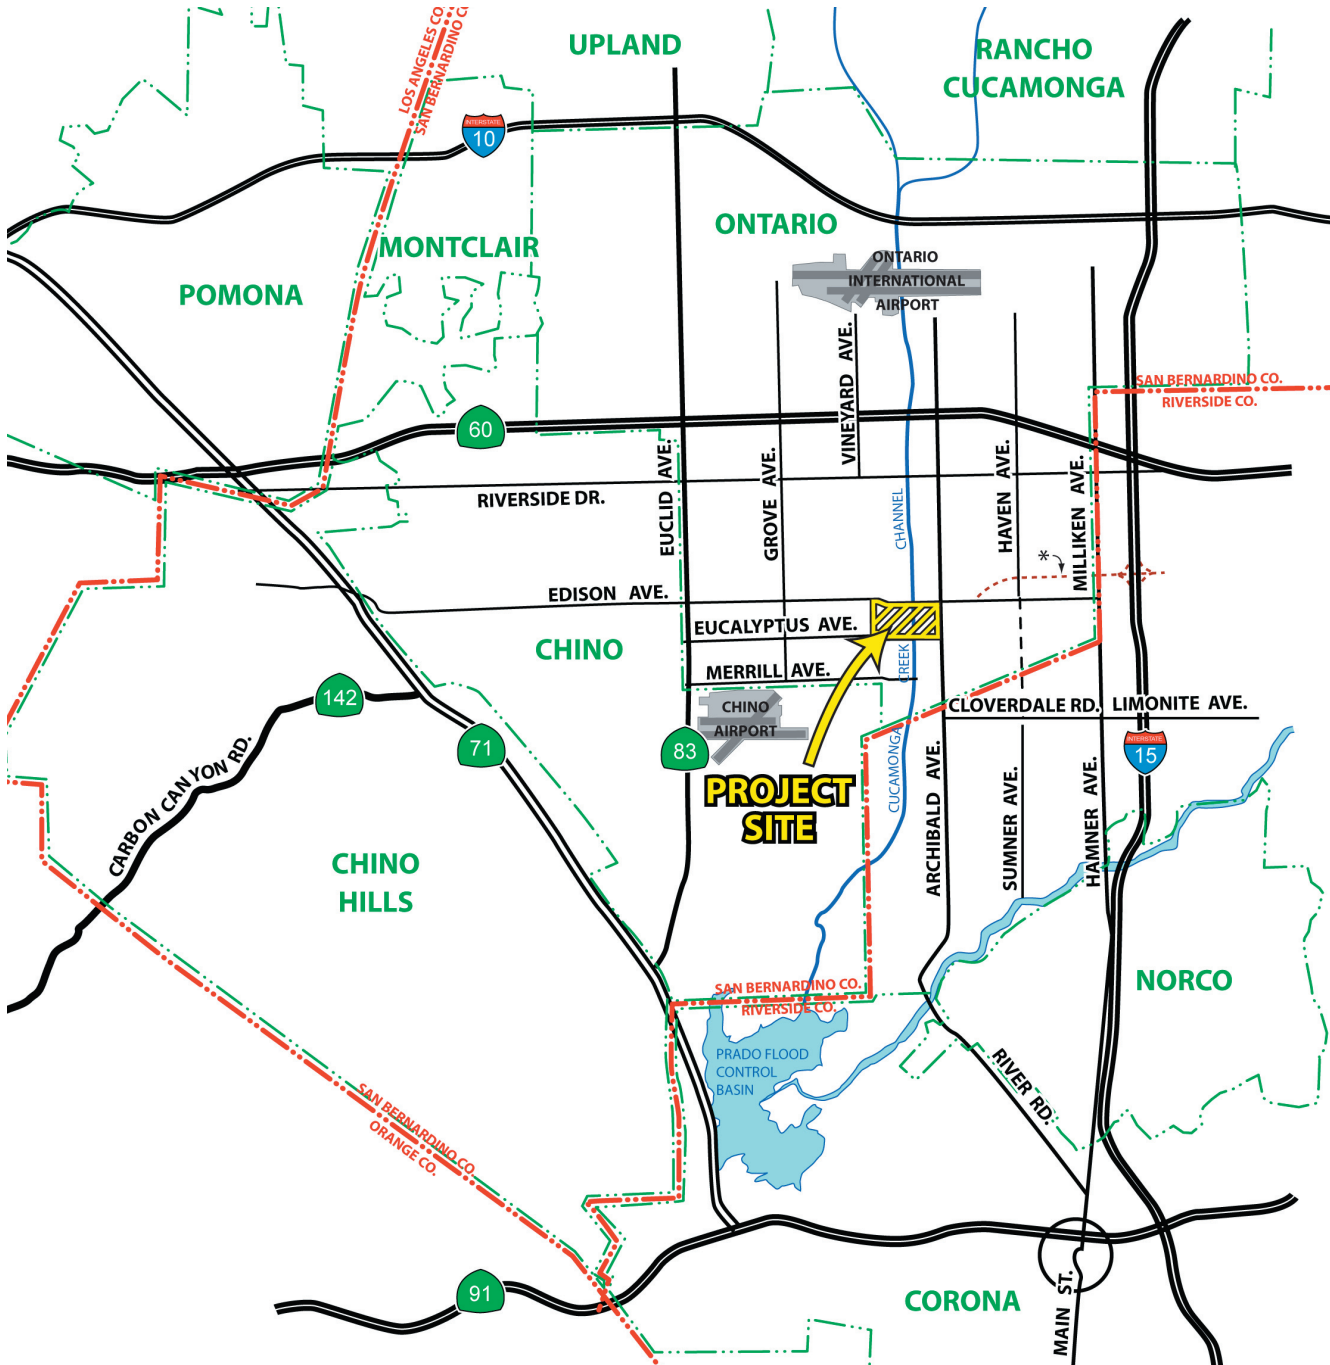 UPLAND
RANCHO
CUCAMONGA
LOS ANGELES CO.
SAN BERNARDINO CO.
INTERSTATE
10
ONTARIO
MONTCLAIR
POMONA
ONTARIO
INTERNATIONAL
AIRPORT
VINEYARD AVE.
SAN BERNARDINO CO.
RIVERSIDE CO.
60
EUCLID AVE.
GROVE AVE.
HAVEN AVE.
MILLIKEN AVE.
RIVERSIDE DR.
CHANNEL
*
EDISON AVE.
EUCALYPTUS AVE.
CHINO
MERRILL AVE.
CREEK
142
CHINO
AIRPORT
CLOVERDALE RD.
LIMONITE AVE.
71
83
INTERSTATE
15
CARBON CANYON RD.
CUCAMONGA
PROJECT
SITE
ARCHIBALD AVE.
SUMNER AVE.
HAMNER AVE.
CHINO
HILLS
NORCO
SAN BERNARDINO CO.
RIVERSIDE CO.
PRADO FLOOD
CONTROL
BASIN
RIVER RD.
SAN BERNARDINO CO.
ORANGE CO.
91
CORONA
MAIN ST.